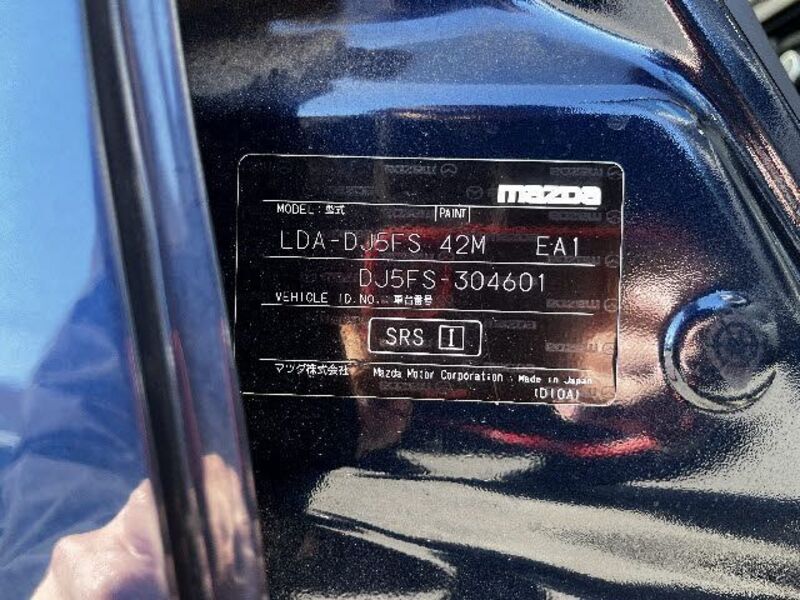 mazda
MODEL : 型式 PAINT
LDA-DJ5FS 42M EA1
DJ5FS-304601
VEHICLE ID.NO. : 車台番号
SRS I
マツダ株式会社 Mazda Motor Corporation : Made in Japan
(D10A)